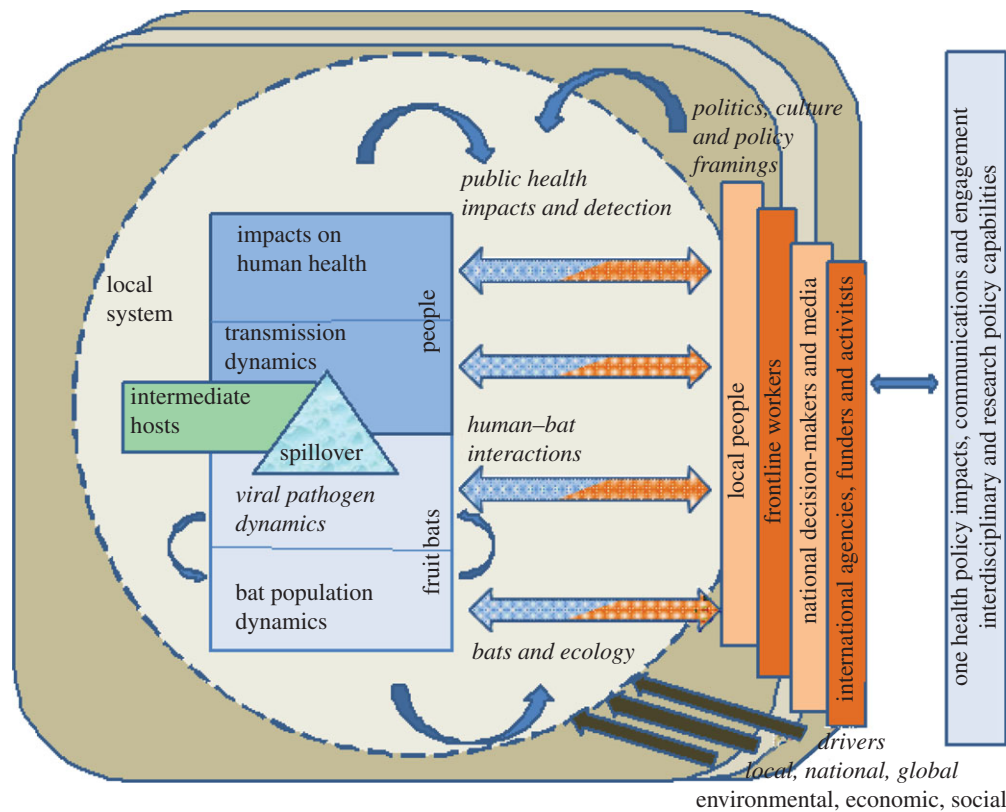 politics, culture
and policy
framings
public health
impacts and detection
impacts on
human health
people
local
system
transmission
dynamics
intermediate
hosts
spillover
human–bat
interactions
viral pathogen
dynamics
fruit bats
bat population
dynamics
bats and ecology
local people
frontline workers
national decision-makers and media
international agencies, funders and activitsts
one health policy impacts, communications and engagement
interdisciplinary and research policy capabilities
drivers
local, national, global
environmental, economic, social